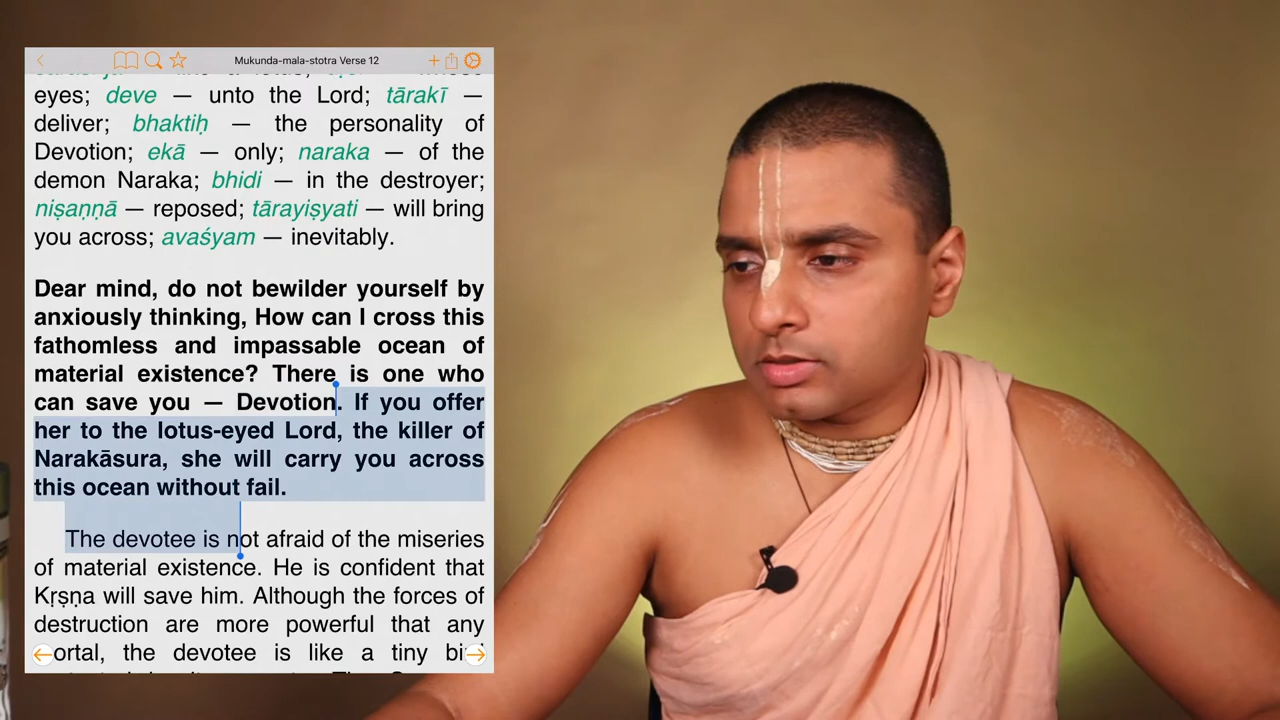 Mukunda-mala-stotra Verse 12
eyes; deve — unto the Lord; tārakī —
deliver; bhaktiḥ — the personality of
Devotion; ekā — only; naraka — of the
demon Naraka; bhidi — in the destroyer;
niṣaṇṇā — reposed; tārayiṣyati — will bring
you across; avaśyam — inevitably.
Dear mind, do not bewilder yourself by
anxiously thinking, How can I cross this
fathomless and impassable ocean of
material existence? There is one who
can save you — Devotion. If you offer
her to the lotus-eyed Lord, the killer of
Narakāsura, she will carry you across
this ocean without fail.
The devotee is not afraid of the miseries
of material existence. He is confident that
Kṛṣṇa will save him. Although the forces of
destruction are more powerful that any
ortal, the devotee is like a tiny bi